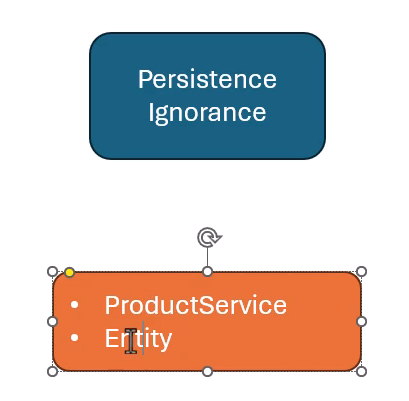 Persistence
Ignorance
• ProductService
• Entity